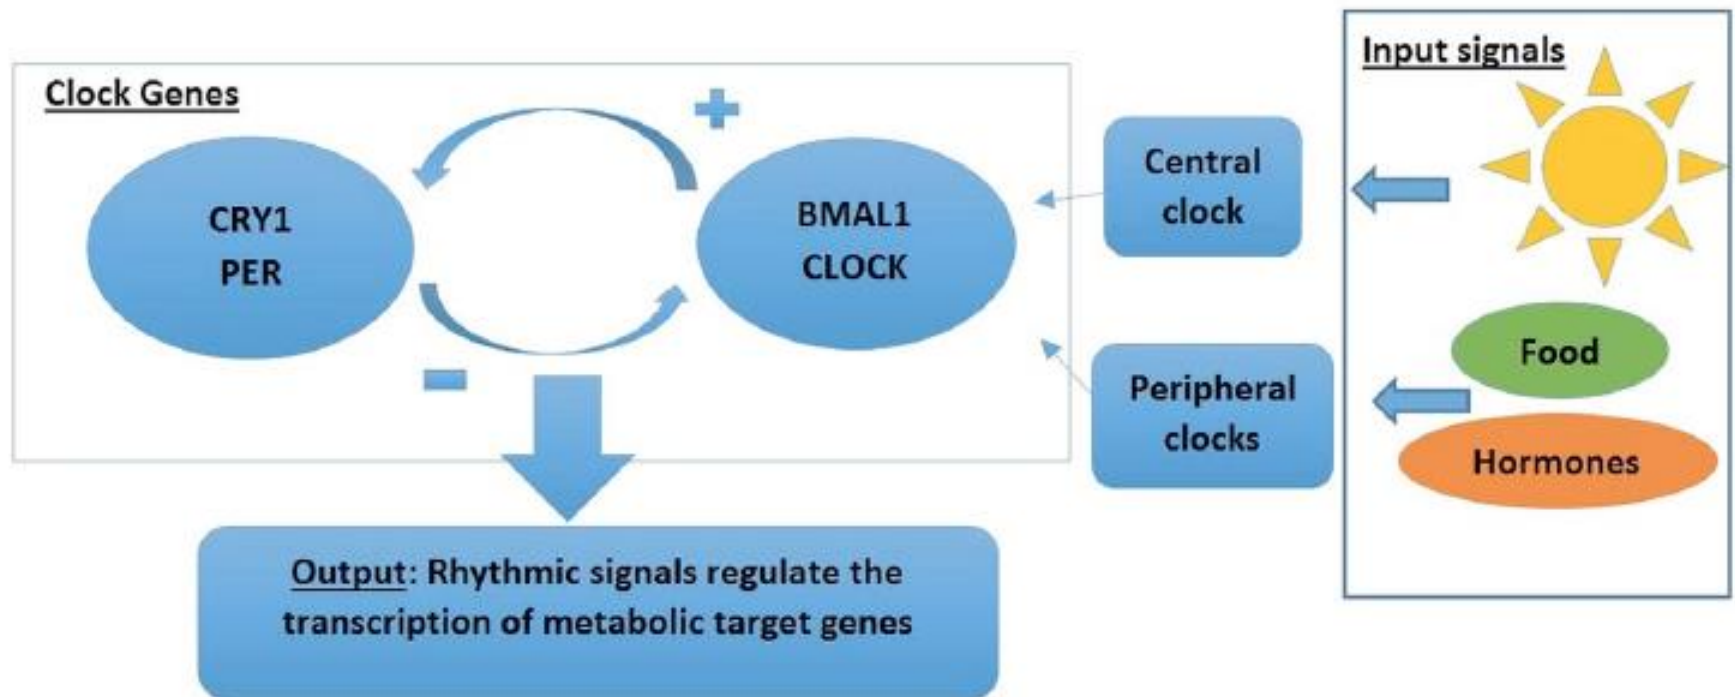 Clock Genes
CRY1
PER
+
BMAL1
CLOCK
-
Central
clock
Peripheral
clocks
Input signals
Food
Hormones
Output: Rhythmic signals regulate the
transcription of metabolic target genes